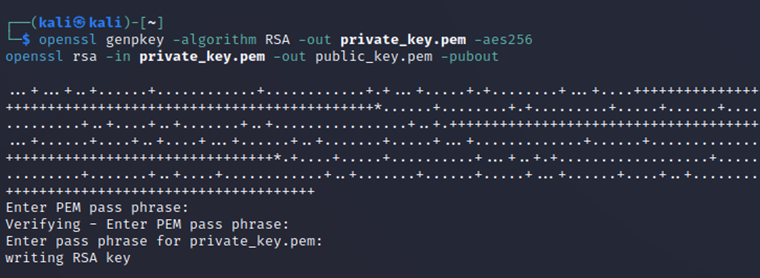 ┌──(kali㉿kali)-[~]
└─$ openssl genpkey -algorithm RSA -out private_key.pem -aes256
openssl rsa -in private_key.pem -out public_key.pem -pubout
Enter PEM pass phrase:
Verifying - Enter PEM pass phrase:
Enter pass phrase for private_key.pem:
writing RSA key